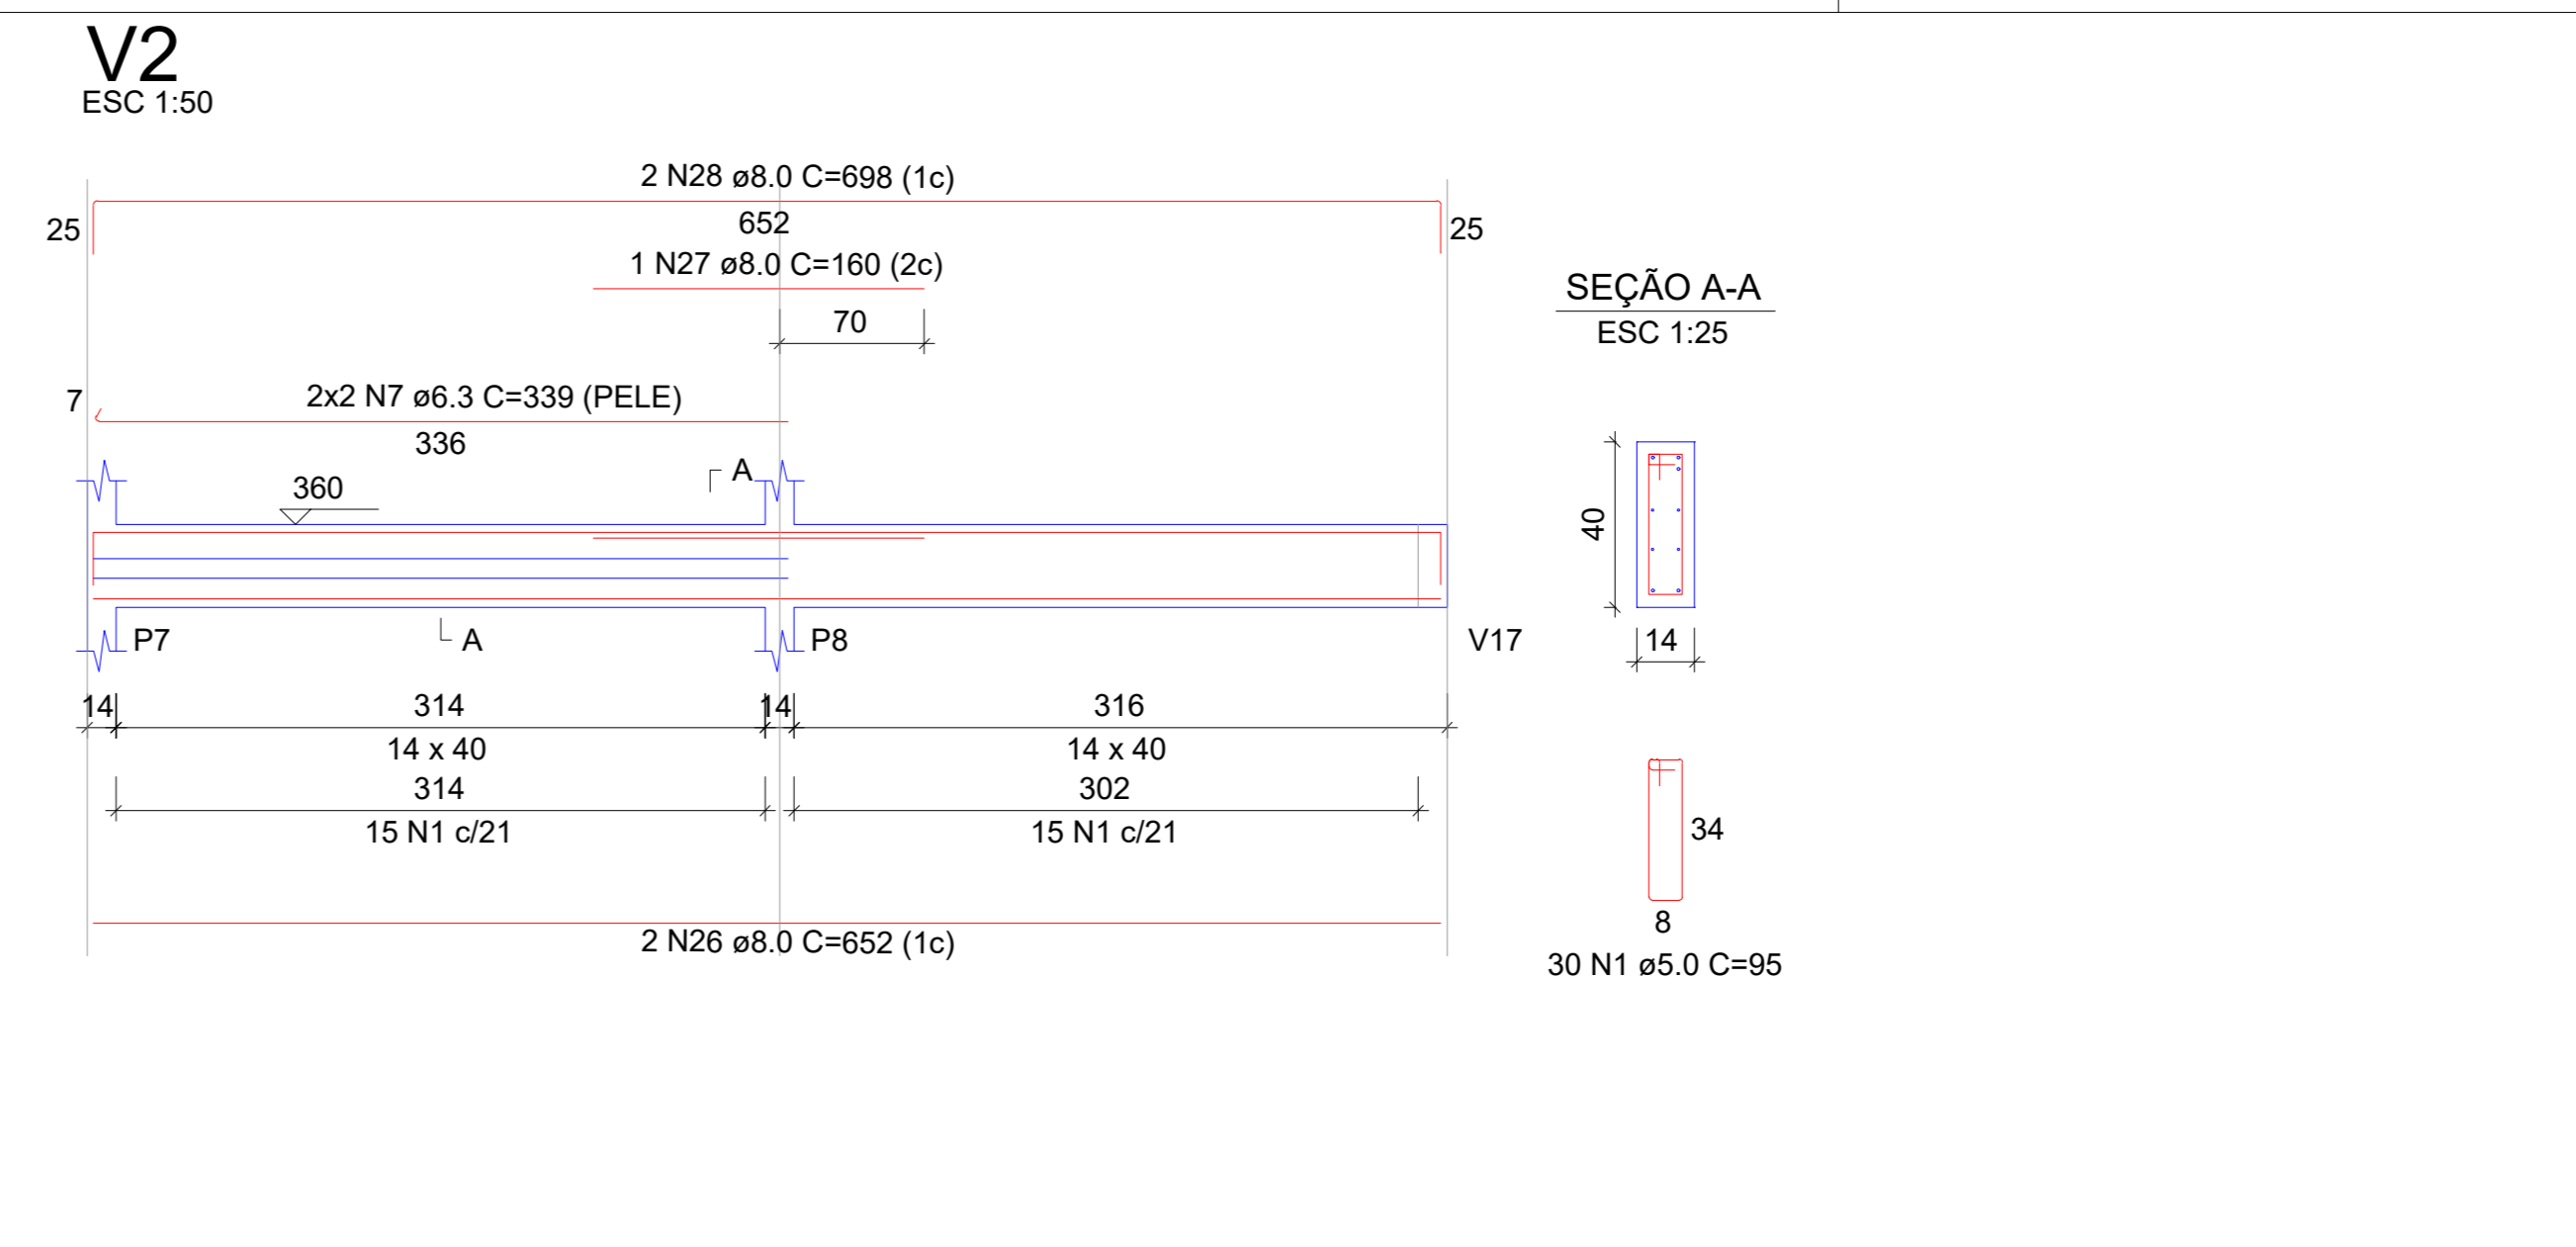 V2
ESC 1:50
2 N28 ø8.0 C=698 (1c)
25
652
25
1 N27 ø8.0 C=160 (2c)
70
SEÇÃO A-A
ESC 1:25
7
2x2 N7 ø6.3 C=339 (PELE)
336
A
360
40
P7
A
P8
V17
14
14
314
14
316
14 x 40
14 x 40
314
302
15 N1 c/21
15 N1 c/21
34
8
2 N26 ø8.0 C=652 (1c)
30 N1 ø5.0 C=95